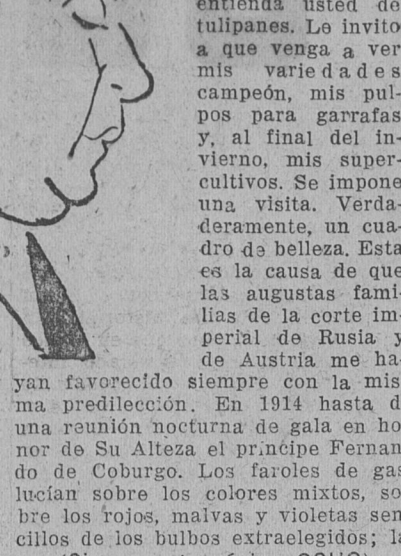 entienda usted de
tulipanes. Le invito
a que venga a ver
mis variedades
campeón, mis pul-
pos para garrafas
y, al final del in-
vierno, mis super-
cultivos. Se impone
una visita. Verda-
deramente, un cua-
dro de belleza. Esta
es la causa de que
las augustas fami-
lias de la corte im-
perial de Rusia y
de Austria me ha-
yan favorecido siempre con la mis
ma predilección. En 1914 hasta d
una reunión nocturna de gala en ho
nor de Su Alteza el príncipe Fernan
do de Coburgo. Los faroles de gas
lucían sobre los colores mixtos, so
bre los rojos, malvas y violetas sen
cillos de los bulbos extraelegidos; la